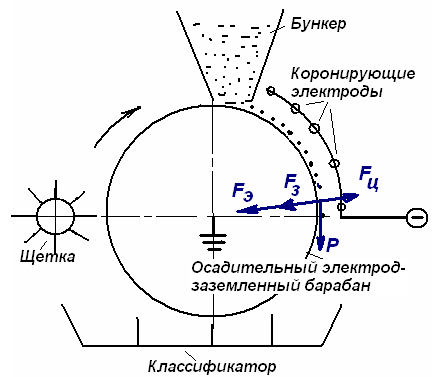 Бункер
Коронирующие
электроды
Fэ
Fз
Fц
Щетка
P
Осадительный электрод-
заземленный барабан
Классификатор